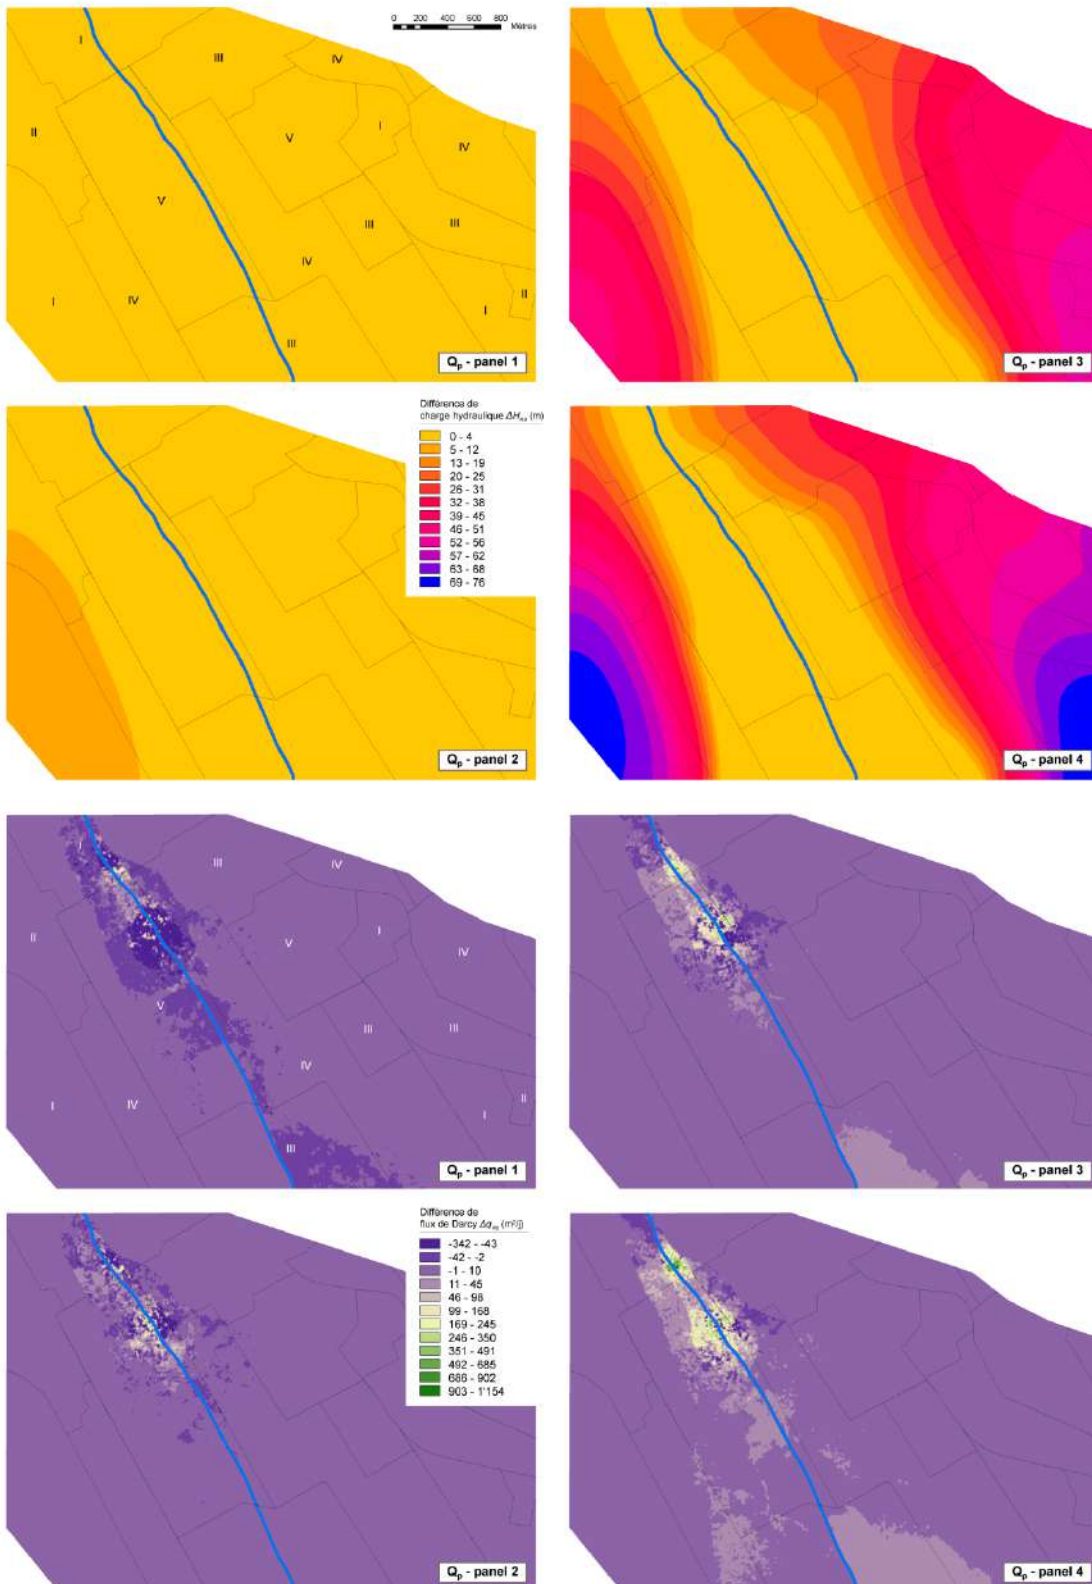 0 200 400 600 800
Mètres
I
III
IV
II
V
I
IV
V
III
III
IV
I
IV
I
II
III
Qp - panel 1
Qp - panel 3
Différence de
charge hydraulique ΔHeq (m)
0 - 4
5 - 12
13 - 19
20 - 25
26 - 31
32 - 38
39 - 45
46 - 51
52 - 56
57 - 62
63 - 68
69 - 76
Qp - panel 2
Qp - panel 4
I
III
IV
II
V
I
IV
V
III
III
IV
I
IV
I
II
III
Qp - panel 1
Qp - panel 3
Différence de
flux de Darcy Δqeq (m²/j)
-342 - -43
-42 - -2
-1 - 10
11 - 45
46 - 98
99 - 168
169 - 245
246 - 350
351 - 491
492 - 685
686 - 902
903 - 1'154
Qp - panel 2
Qp - panel 4